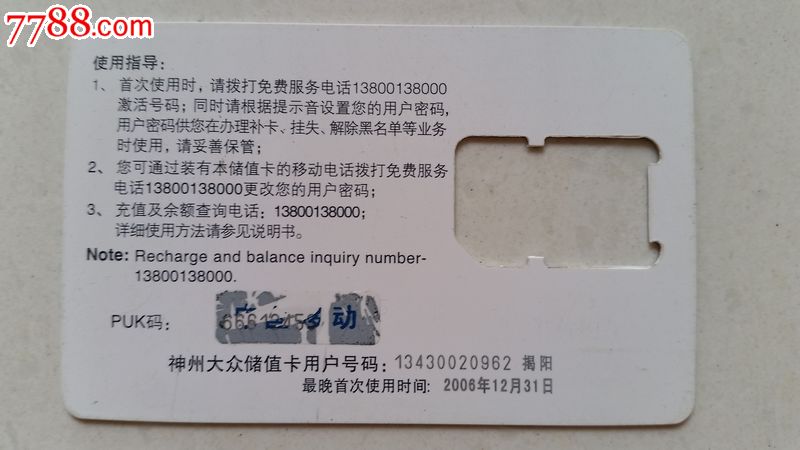 7788.com
使用指导：
1、首次使用时，请拨打免费服务电话13800138000
激活号码；同时请根据提示音设置您的用户密码，
用户密码供您在办理补卡、挂失、解除黑名单等业务
时使用，请妥善保管；
2、您可通过装有本储值卡的移动电话拨打免费服务
电话13800138000更改您的用户密码；
3、充值及余额查询电话：13800138000；
详细使用方法请参见说明书。
Note: Recharge and balance inquiry number-
13800138000.
PUK码：
动
神州大众储值卡用户号码：13430020962 揭阳
最晚首次使用时间：2006年12月31日